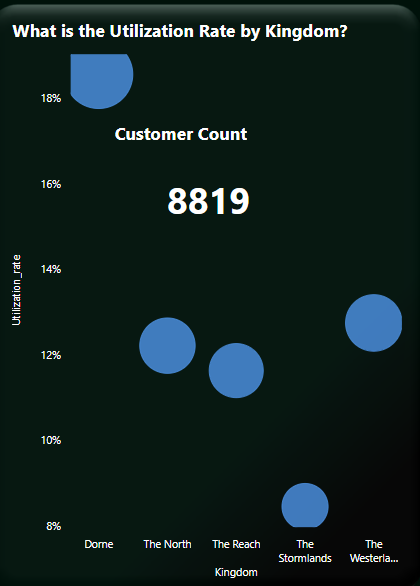 What is the Utilization Rate by Kingdom?
18%
Customer Count
16%
8819
14%
Utilization_rate
12%
10%
8%
Dorne The North The Reach The Stormlands The Westerla...
Kingdom